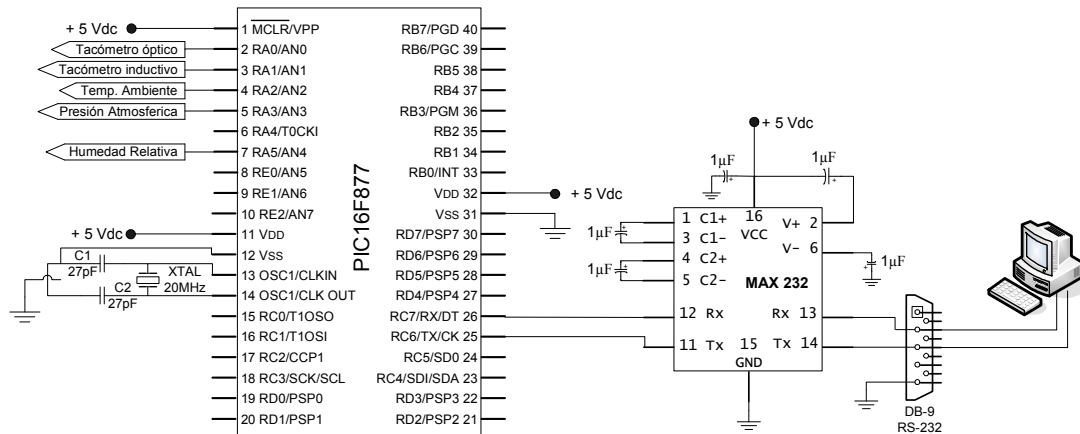 + 5 Vdc
Tacómetro óptico
Tacómetro inductivo
Temp. Ambiente
Presión Atmosferica
Humedad Relativa
+ 5 Vdc
C1
27pF
XTAL
20MHz
C2
27pF
1 MCLR/VPP
2 RA0/AN0
3 RA1/AN1
4 RA2/AN2
5 RA3/AN3
6 RA4/T0CKI
7 RA5/AN4
8 RE0/AN5
9 RE1/AN6
10 RE2/AN7
11 VDD
12 VSS
13 OSC1/CLKIN
14 OSC1/CLK OUT
15 RC0/T1OSO
16 RC1/T1OSI
17 RC2/CCP1
18 RC3/SCK/SCL
19 RD0/PSP0
20 RD1/PSP1
PIC16F877
RB7/PGD 40
RB6/PGC 39
RB5 38
RB4 37
RB3/PGM 36
RB2 35
RB1 34
RB0/INT 33
VDD 32
VSS 31
RD7/PSP7 30
RD6/PSP6 29
RD5/PSP5 28
RD4/PSP4 27
RC7/RX/DT 26
RC6/TX/CK 25
RC5/SD0 24
RC4/SDI/SDA 23
RD3/PSP3 22
RD2/PSP2 21
+ 5 Vdc
+ 5 Vdc
1µF
1µF
1µF
1µF
1µF
1 C1+
3 C1-
4 C2+
5 C2-
16
VCC
V+ 2
V- 6
MAX 232
12 Rx
Rx 13
11 Tx
15
Tx 14
GND
DB-9
RS-232